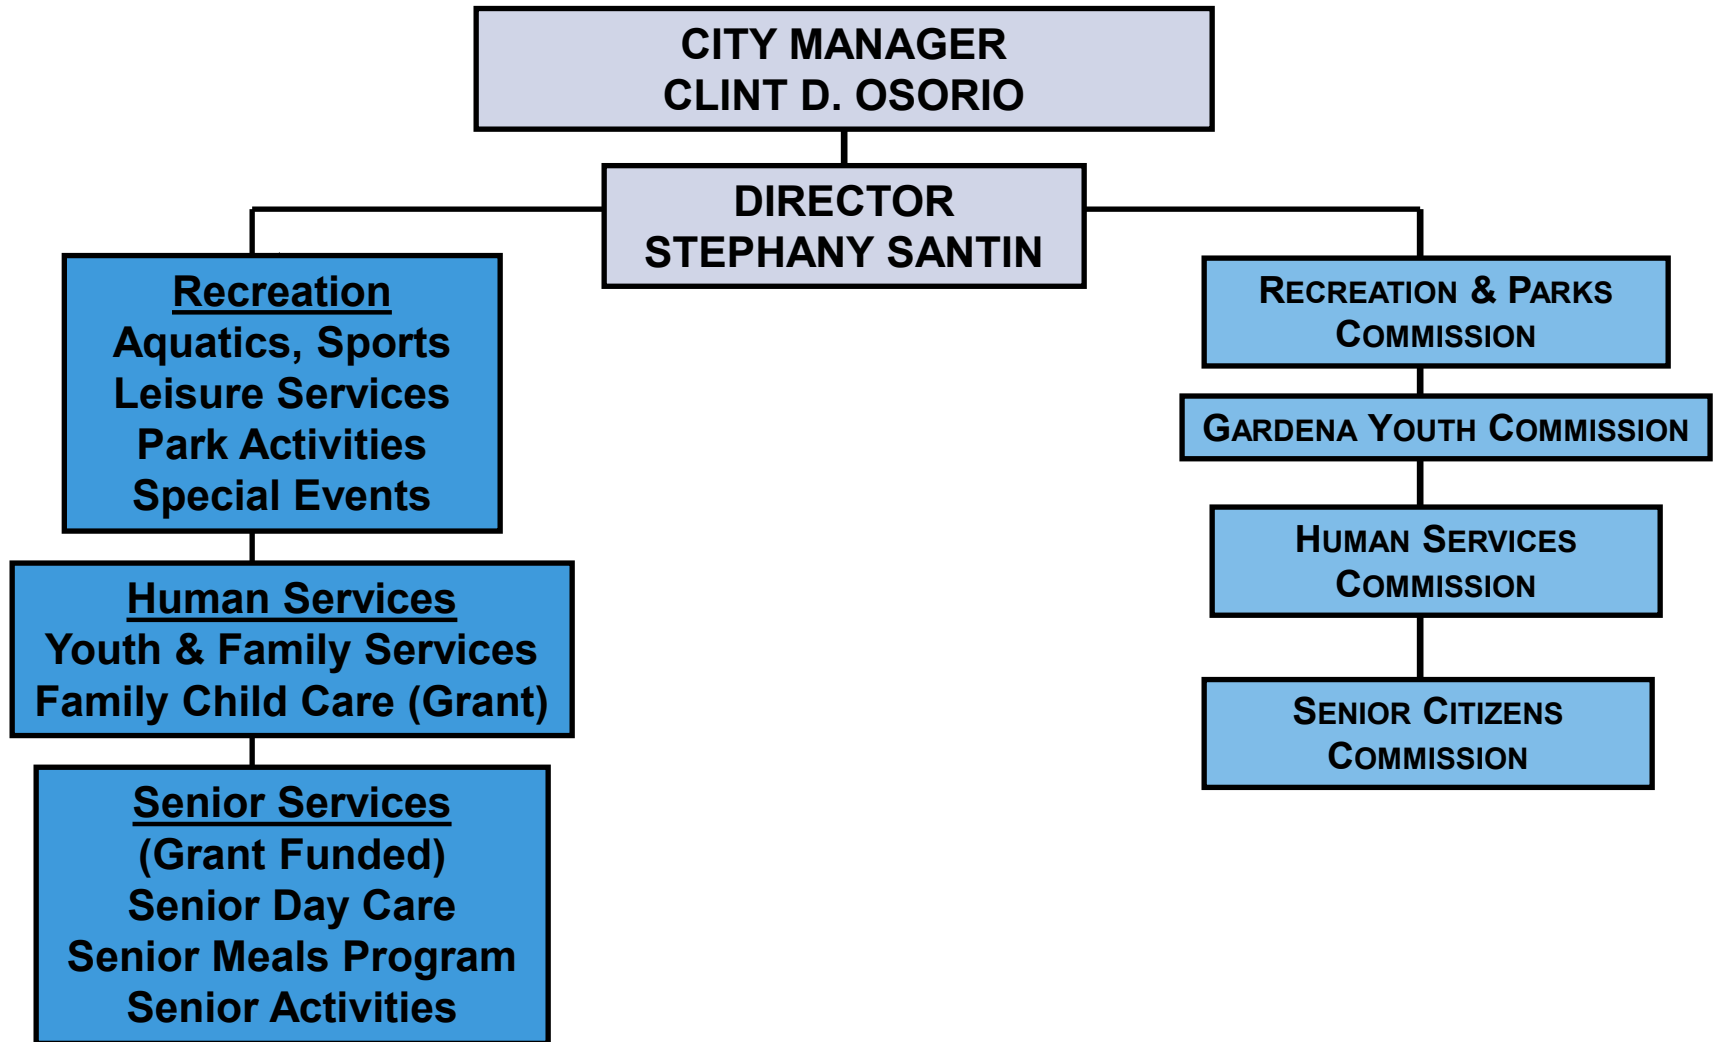 CITY MANAGER
CLINT D. OSORIO
DIRECTOR
STEPHANY SANTIN
Recreation
Aquatics, Sports
Leisure Services
Park Activities
Special Events
Human Services
Youth & Family Services
Family Child Care (Grant)
Senior Services
(Grant Funded)
Senior Day Care
Senior Meals Program
Senior Activities
RECREATION & PARKS
COMMISSION
GARDENA YOUTH COMMISSION
HUMAN SERVICES
COMMISSION
SENIOR CITIZENS
COMMISSION